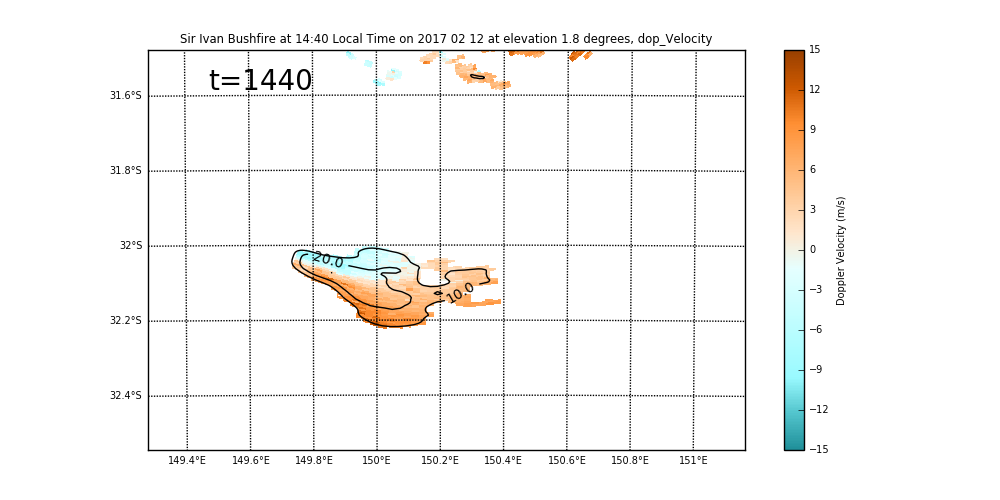 Sir Ivan Bushfire at 14:40 Local Time on 2017 02 12 at elevation 1.8 degrees, dop_Velocity
t=1440
31.6°S
31.8°S
32°S
32.2°S
32.4°S
20.0
10.0
149.4°E 149.6°E 149.8°E 150°E 150.2°E 150.4°E 150.6°E 150.8°E 151°E
15
12
9
6
3
0
−3
−6
−9
−12
−15
Doppler Velocity (m/s)